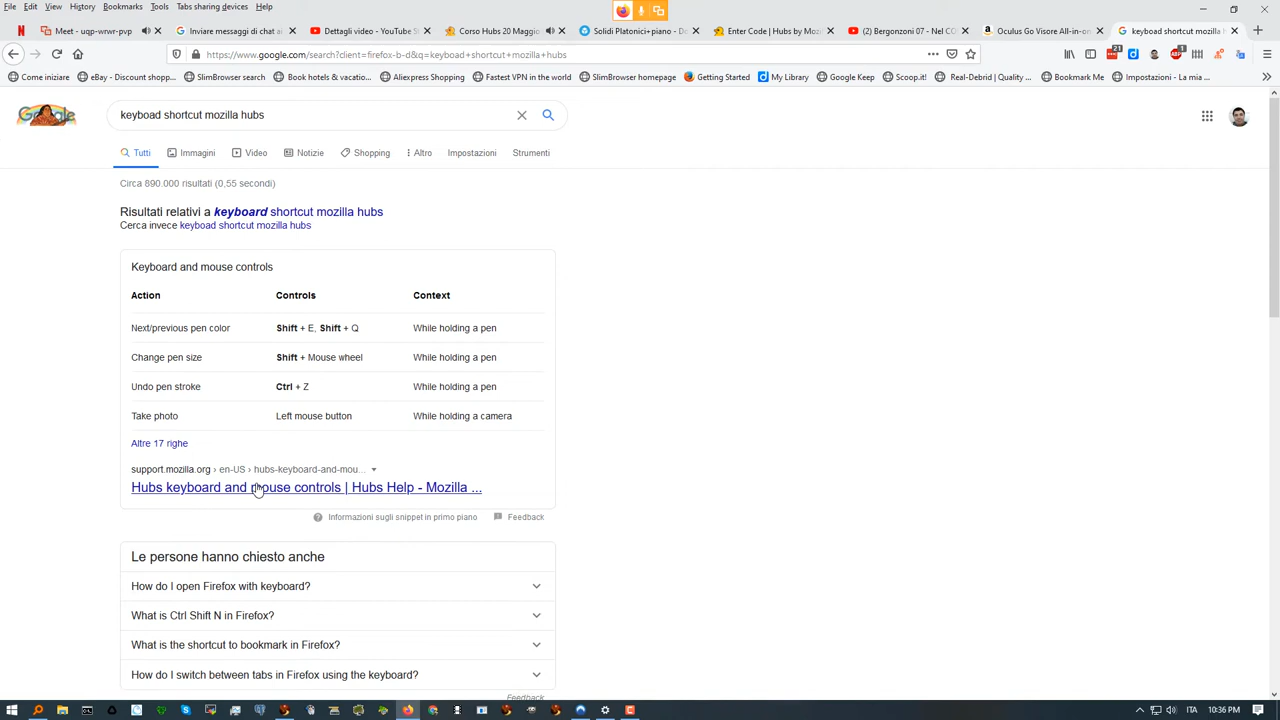 File Edit View History Bookmarks Tools Tabs sharing devices Help
Meet - uqp-wrwr-pvp Inviare messaggi di chat a Dettagli video - YouTube S Corso Hubs 20 Maggio Solidi Platonici+piano - D Enter Code | Hubs by Moz (2) Bergonzoni 07 - Nel CO Oculus Go Visore All-in-on keyboad shortcut mozilla h
https://www.google.com/search?client=firefox-b-d&q=keyboad+shortcut+mozilla+hubs
Come iniziare eBay - Discount shopp... SlimBrowser search Book hotels & vacatio... Aliexpress Shopping Fastest VPN in the world SlimBrowser homepage Getting Started My Library Google Keep Scoop.it! Real-Debrid | Quality ... Bookmark Me Impostazioni - La mia ...
keyboad shortcut mozilla hubs
Tutti Immagini Video Notizie Shopping Altro Impostazioni Strumenti
Circa 890.000 risultati (0,55 secondi)
Risultati relativi a keyboard shortcut mozilla hubs
Cerca invece keyboad shortcut mozilla hubs
Keyboard and mouse controls
Action Controls Context
Next/previous pen color Shift + E, Shift + Q While holding a pen
Change pen size Shift + Mouse wheel While holding a pen
Undo pen stroke Ctrl + Z While holding a pen
Take photo Left mouse button While holding a camera
Altre 17 righe
support.mozilla.org › en-US › hubs-keyboard-and-mou...
Hubs keyboard and mouse controls | Hubs Help - Mozilla ...
Informazioni sugli snippet in primo piano Feedback
Le persone hanno chiesto anche
How do I open Firefox with keyboard?
What is Ctrl Shift N in Firefox?
What is the shortcut to bookmark in Firefox?
How do I switch between tabs in Firefox using the keyboard?
Feedback
ITA 10:36 PM